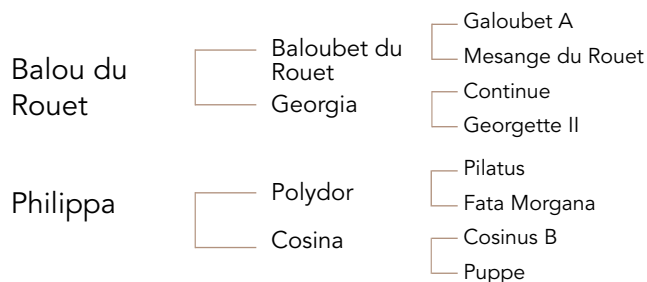 Balou du
Rouet
Baloubet du
Rouet
Georgia
Galoubet A
Mesange du Rouet
Continue
Georgette II
Philippa
Polydor
Cosina
Pilatus
Fata Morgana
Cosinus B
Puppe